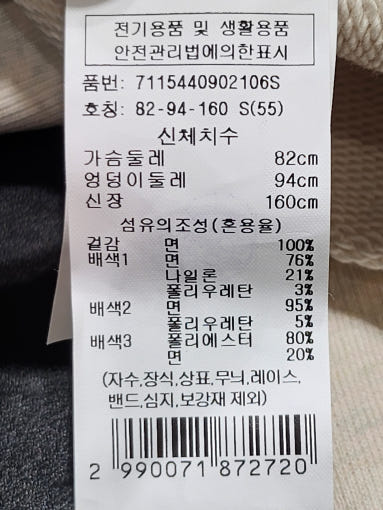 전기용품 및 생활용품
안전관리법에의한표시
품번: 7115440902106S
호칭: 82-94-160 S(55)
신체치수
가슴둘레 82cm
엉덩이둘레 94cm
신장 160cm
섬유의조성(혼용율)
겉감 면 100%
배색1 면 76%
나일론 21%
폴리우레탄 3%
배색2 면 95%
폴리우레탄 5%
배색3 폴리에스터 80%
면 20%
(자수,장식,상표,무늬,레이스,
밴드,심지,보강재 제외)
2 990071 872720